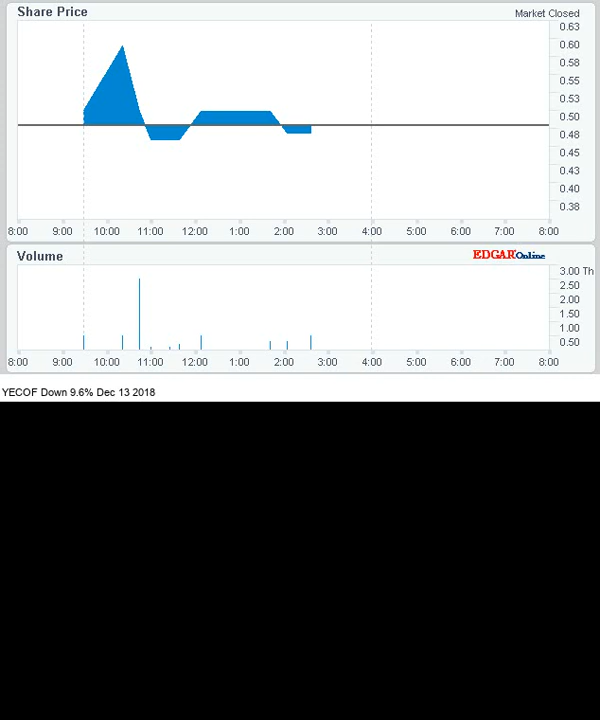 Share Price
Market Closed
0.63
0.60
0.58
0.55
0.53
0.50
0.48
0.45
0.43
0.40
0.38
8:00 9:00 10:00 11:00 12:00 1:00 2:00 3:00 4:00 5:00 6:00 7:00 8:00
Volume
EDGAR Online
3.00 Th
2.50
2.00
1.50
1.00
0.50
8:00 9:00 10:00 11:00 12:00 1:00 2:00 3:00 4:00 5:00 6:00 7:00 8:00
YECOF Down 9.6% Dec 13 2018